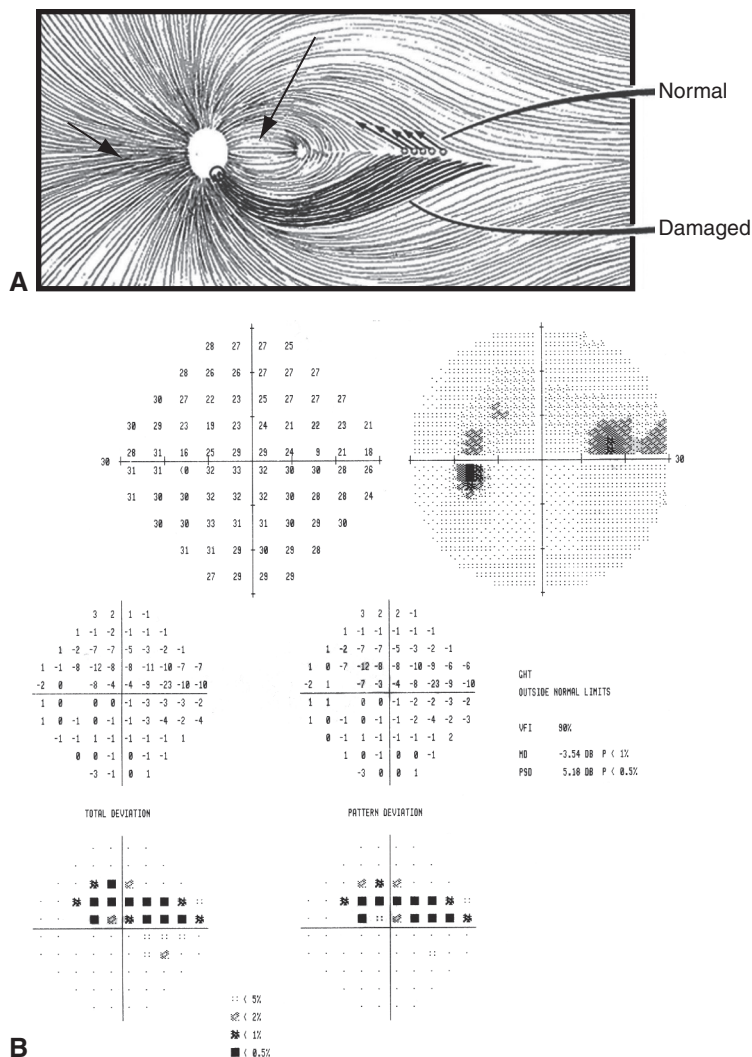 Normal
Damaged
A
28 27 27 25
28 26 26 27 27 27
30 27 22 23 25 27 27 27
30 29 23 19 23 24 21 22 23 21
28 31 16 25 29 29 24 9 21 18
30 30
31 31 <0 32 33 32 30 30 28 26
31 30 30 32 32 32 30 28 28 24
30 30 33 31 31 30 29 30
31 31 29 30 29 28
27 29 29 29
3 2 1 -1
1 -1 -2 -1 -1 -1
1 -2 -7 -7 -5 -3 -2 -1
1 -1 -8 -12 -8 -8 -11 -10 -7 -7
-2 0 -8 -4 -4 -9 -23 -10 -10
1 0 0 0 -1 -3 -3 -3 -2
1 0 -1 0 -1 -1 -2 -4 -2 -4
-1 -1 1 -1 -1 -1 -1 1
0 0 -1 0 -1 -1
-3 -1 0 1
TOTAL DEVIATION
3 2 2 -1
1 -1 -1 -1 -1 -1
1 -2 -7 -7 -5 -3 -2 -1
1 0 -7 -12 -8 -8 -10 -9 -6 -6
-2 1 -7 -3 -4 -8 -23 -9 -10
1 1 0 0 -1 -2 -2 -3 -2
1 0 -1 0 -1 -1 -2 -4 -2 -3
0 -1 1 -1 -1 -1 -1 2
1 0 -1 0 0 -1
-3 0 0 1
PATTERN DEVIATION
GHT
OUTSIDE NORMAL LIMITS
VFI 90%
MD -3.54 DB P < 1%
PSD 5.18 DB P < 0.5%
< 5%
< 2%
< 1%
< 0.5%
B